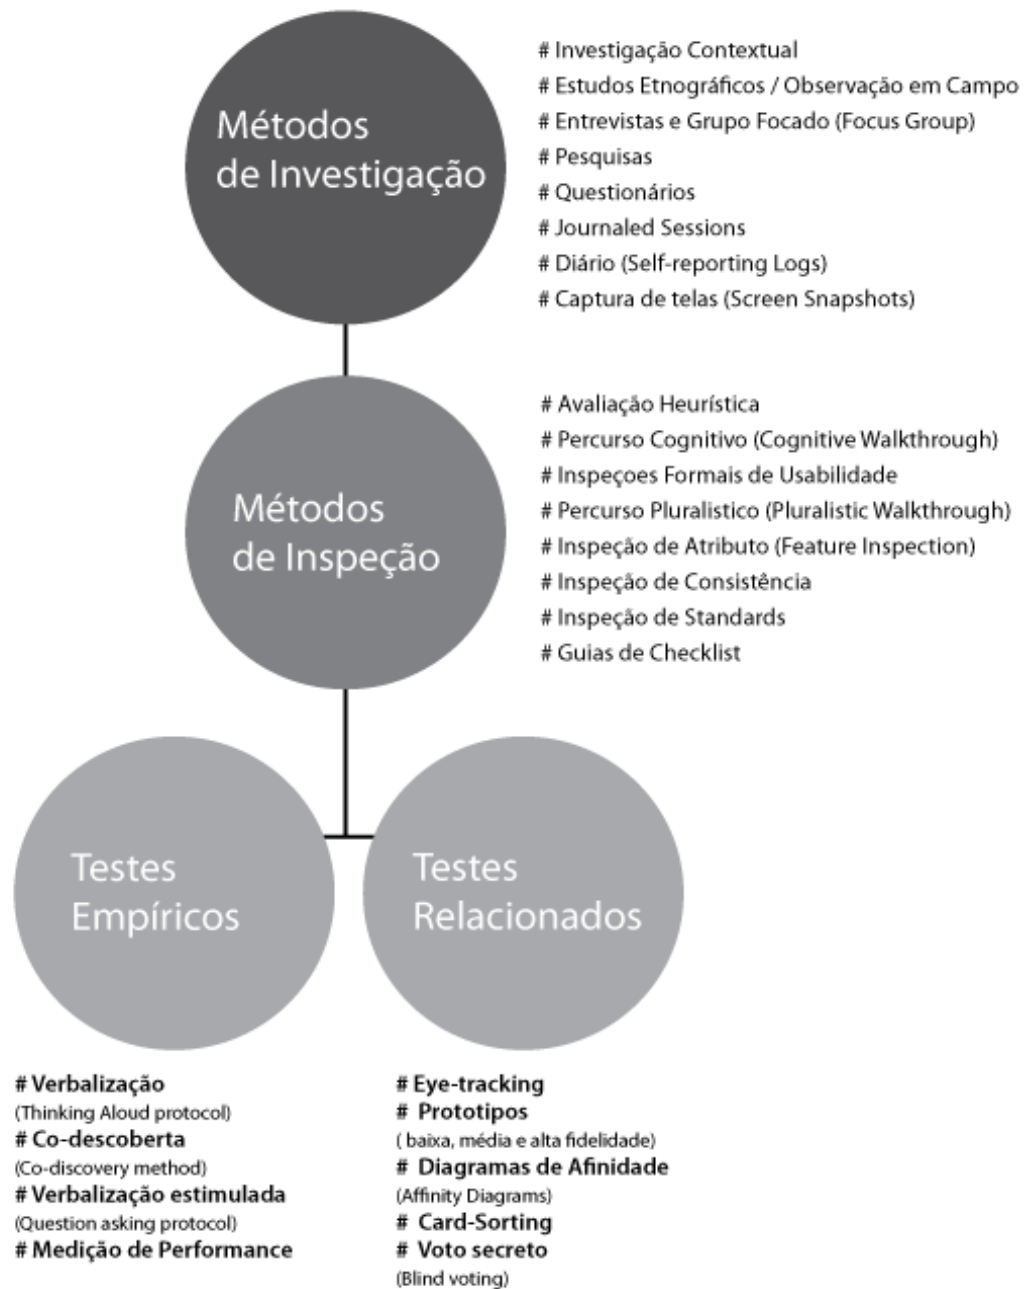 Métodos
de Investigação
# Investigação Contextual
# Estudos Etnográficos / Observação em Campo
# Entrevistas e Grupo Focado (Focus Group)
# Pesquisas
# Questionários
# Journaled Sessions
# Diário (Self-reporting Logs)
# Captura de telas (Screen Snapshots)
Métodos
de Inspeção
# Avaliação Heurística
# Percurso Cognitivo (Cognitive Walkthrough)
# Inspeçoes Formais de Usabilidade
# Percurso Pluralistico (Pluralistic Walkthrough)
# Inspeção de Atributo (Feature Inspection)
# Inspeção de Consistência
# Inspeção de Standards
# Guias de Checklist
Testes
Empíricos
# Verbalização
(Thinking Aloud protocol)
# Co-descoberta
(Co-discovery method)
# Verbalização estimulada
(Question asking protocol)
# Medição de Performance
Testes
Relacionados
# Eye-tracking
# Prototipos
( baixa, média e alta fidelidade)
# Diagramas de Afinidade
(Affinity Diagrams)
# Card-Sorting
# Voto secreto
(Blind voting)